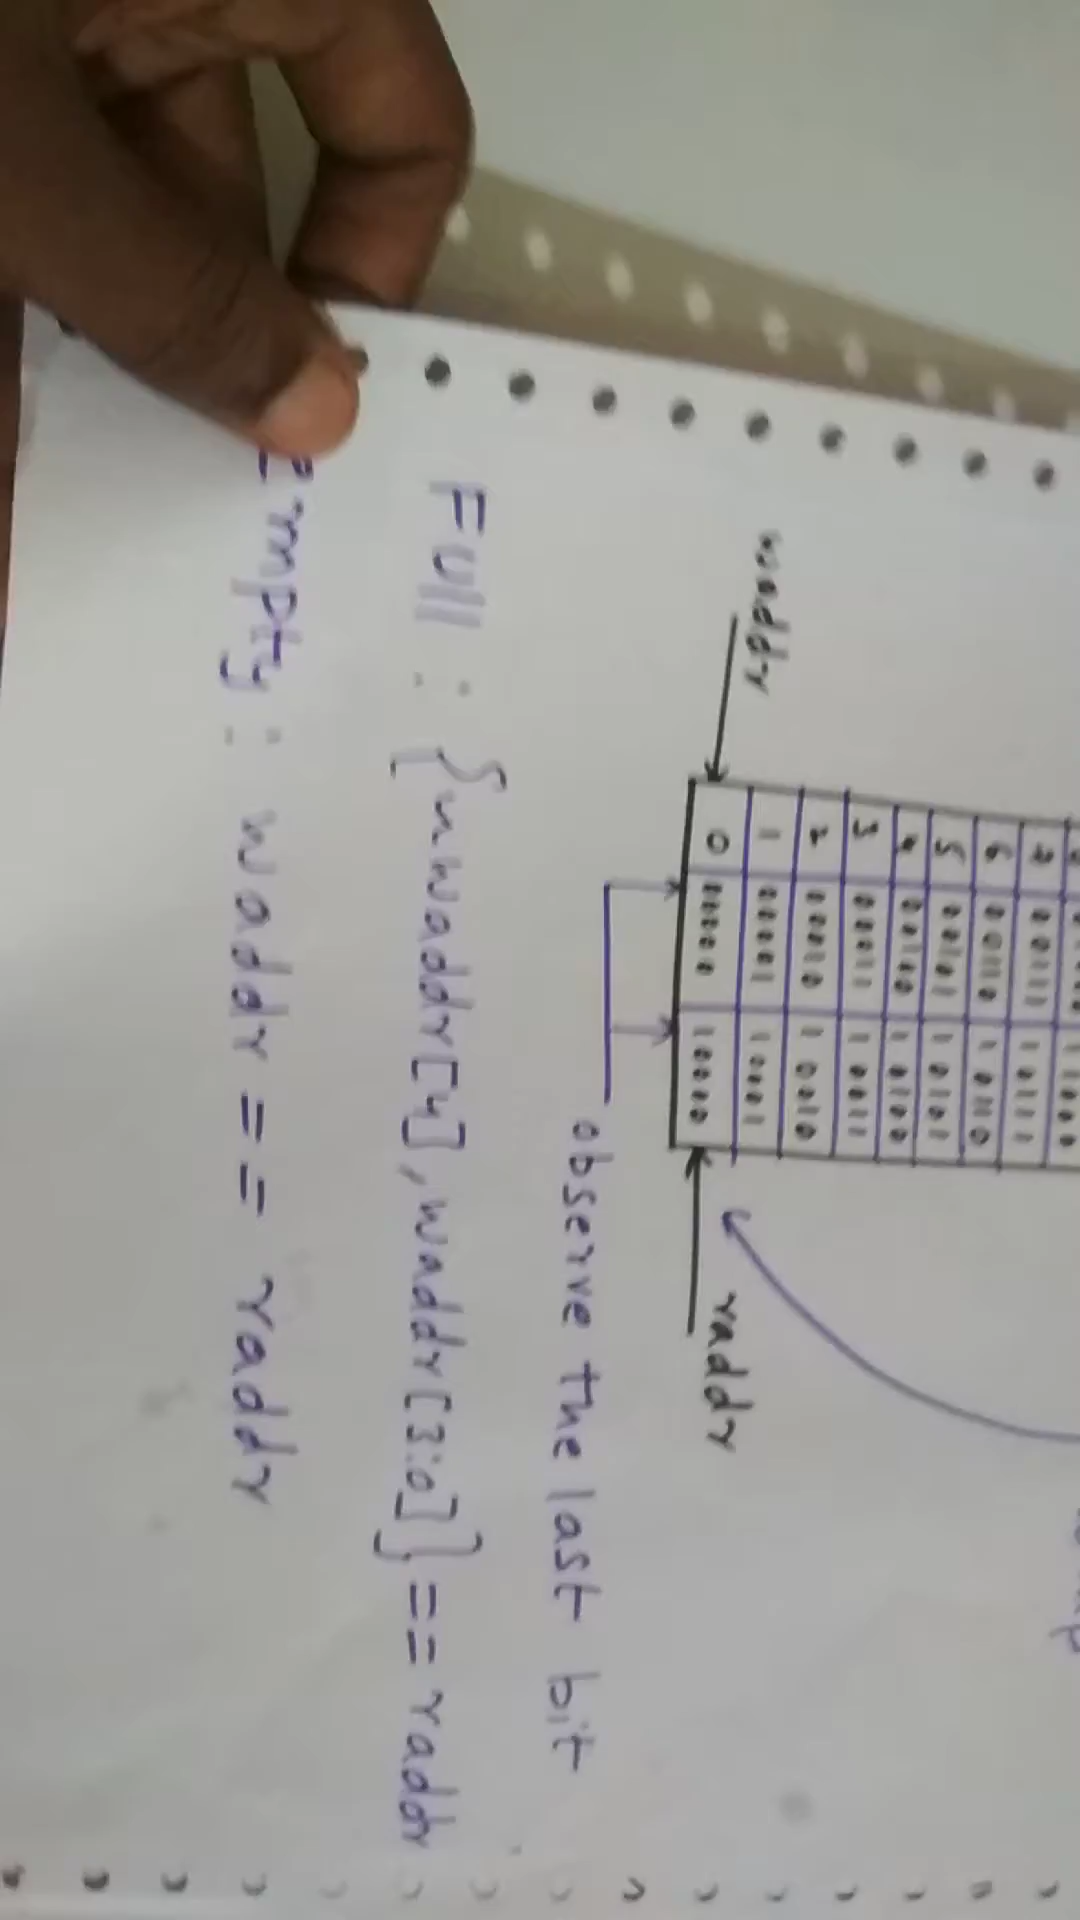 7 00111 10111
6 00110 10110
5 00101 10101
4 00100 10100
3 00011 10011
2 00010 10010
1 00001 10001
waddr 0 00000 10000 raddr
observe the last bit
Full : {~waddr[4], waddr[3:0]} == raddr
Empty : waddr == raddr